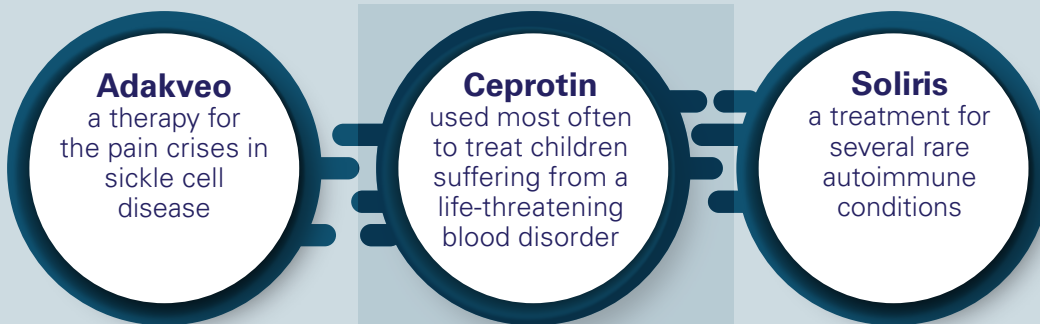 Adakveo
a therapy for
the pain crises in
sickle cell
disease
Ceprotin
used most often
to treat children
suffering from a
life-threatening
blood disorder
Soliris
a treatment for
several rare
autoimmune
conditions